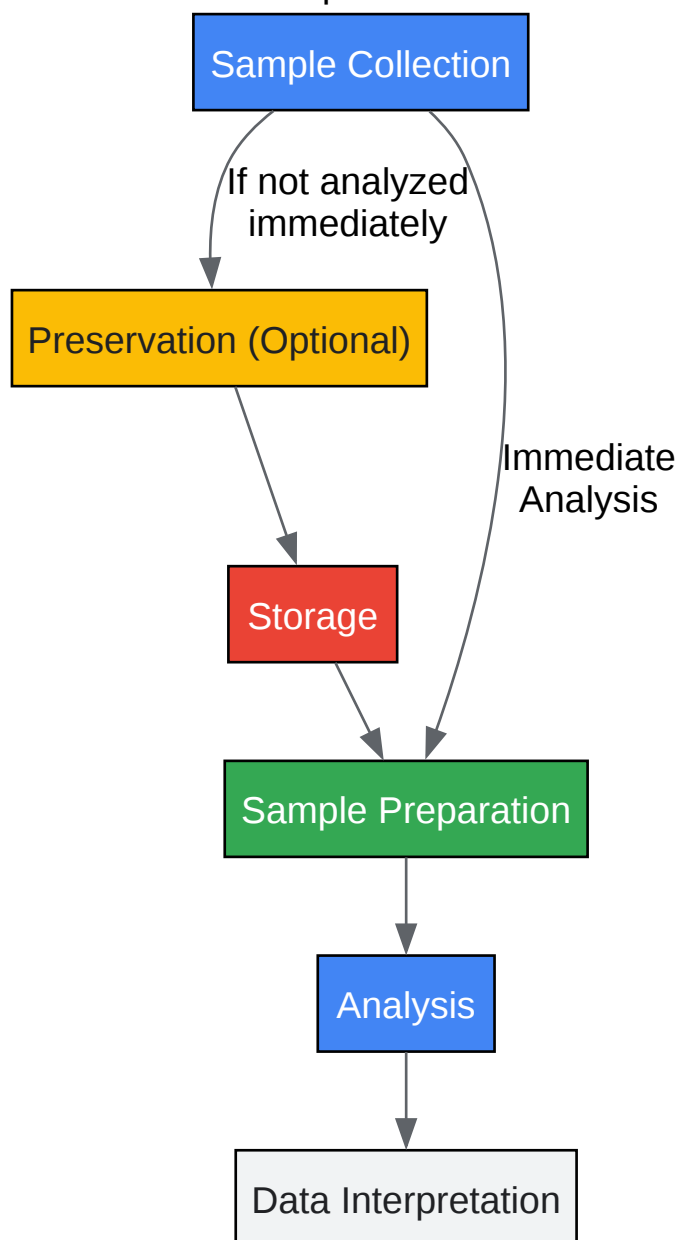 Sample Collection
If not analyzed
immediately
Preservation (Optional)
Immediate
Analysis
Storage
Sample Preparation
Analysis
Data Interpretation